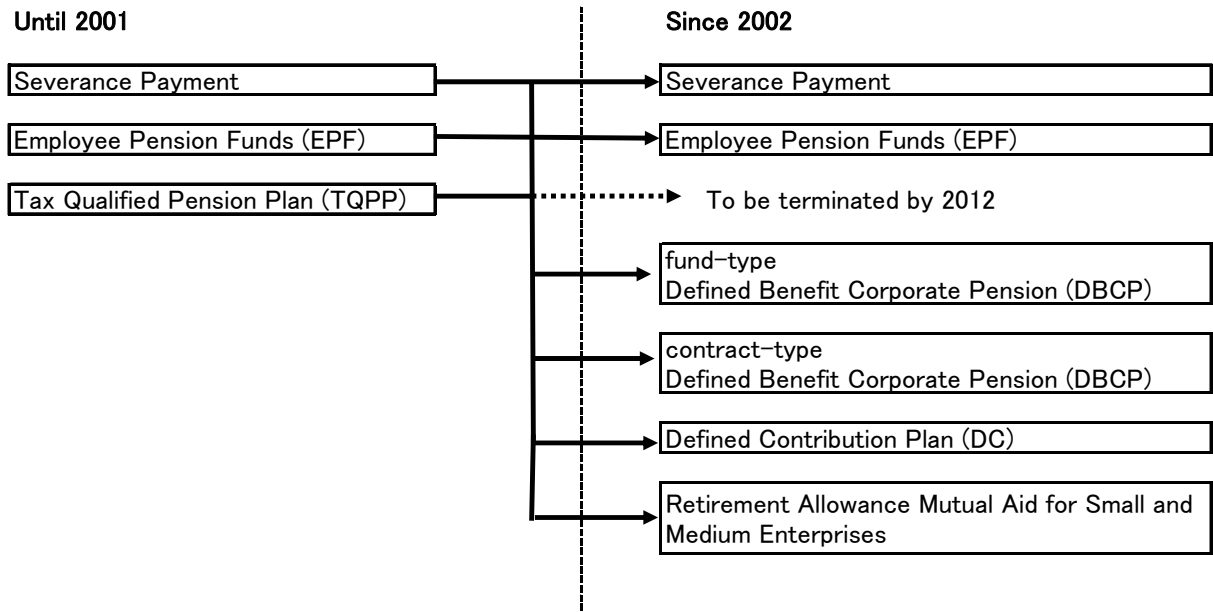 Until 2001
Since 2002
Severance Payment
Severance Payment
Employee Pension Funds (EPF)
Employee Pension Funds (EPF)
Tax Qualified Pension Plan (TQPP)
To be terminated by 2012
fund-type
Defined Benefit Corporate Pension (DBCP)
contract-type
Defined Benefit Corporate Pension (DBCP)
Defined Contribution Plan (DC)
Retirement Allowance Mutual Aid for Small and
Medium Enterprises